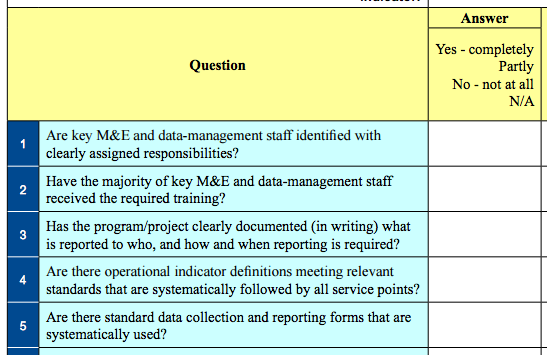 Answer
Question
Yes - completely
Partly
No - not at all
N/A
1
Are key M&E and data-management staff identified with
clearly assigned responsibilities?
2
Have the majority of key M&E and data-management staff
received the required training?
3
Has the program/project clearly documented (in writing) what
is reported to who, and how and when reporting is required?
4
Are there operational indicator definitions meeting relevant
standards that are systematically followed by all service points?
5
Are there standard data collection and reporting forms that are
systematically used?